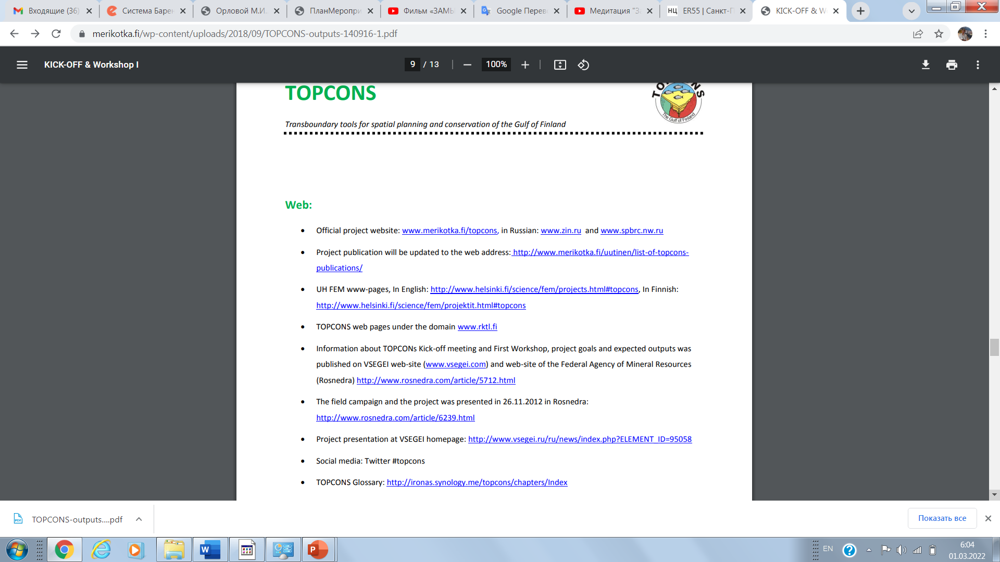 Входящие (36)
Система Барен
Орловой М.И.
ПланМеропри
Фильм «ЗАМЫ
Google Перев
Медитация "За
НЦ ER55 | Санкт-П
KICK-OFF & W
merikotka.fi/wp-content/uploads/2018/09/TOPCONS-outputs-140916-1.pdf
KICK-OFF & Workshop I
9 / 13
100%
TOPCONS
TOPCONS
The Gulf of Finland
Transboundary tools for spatial planning and conservation of the Gulf of Finland
Web:
• Official project website: www.merikotka.fi/topcons, in Russian: www.zin.ru and www.spbrc.nw.ru
• Project publication will be updated to the web address: http://www.merikotka.fi/uutinen/list-of-topcons-
publications/
• UH FEM www-pages, In English: http://www.helsinki.fi/science/fem/projects.html#topcons, In Finnish:
http://www.helsinki.fi/science/fem/projektit.html#topcons
• TOPCONS web pages under the domain www.rktl.fi
• Information about TOPCONs Kick-off meeting and First Workshop, project goals and expected outputs was
published on VSEGEI web-site (www.vsegei.com) and web-site of the Federal Agency of Mineral Resources
(Rosnedra) http://www.rosnedra.com/article/5712.html
• The field campaign and the project was presented in 26.11.2012 in Rosnedra:
http://www.rosnedra.com/article/6239.html
• Project presentation at VSEGEI homepage: http://www.vsegei.ru/ru/news/index.php?ELEMENT_ID=95058
• Social media: Twitter #topcons
• TOPCONS Glossary: http://ironas.synology.me/topcons/chapters/Index
PDF
TOPCONS-outputs....pdf
Показать все
EN
6:04
01.03.2022